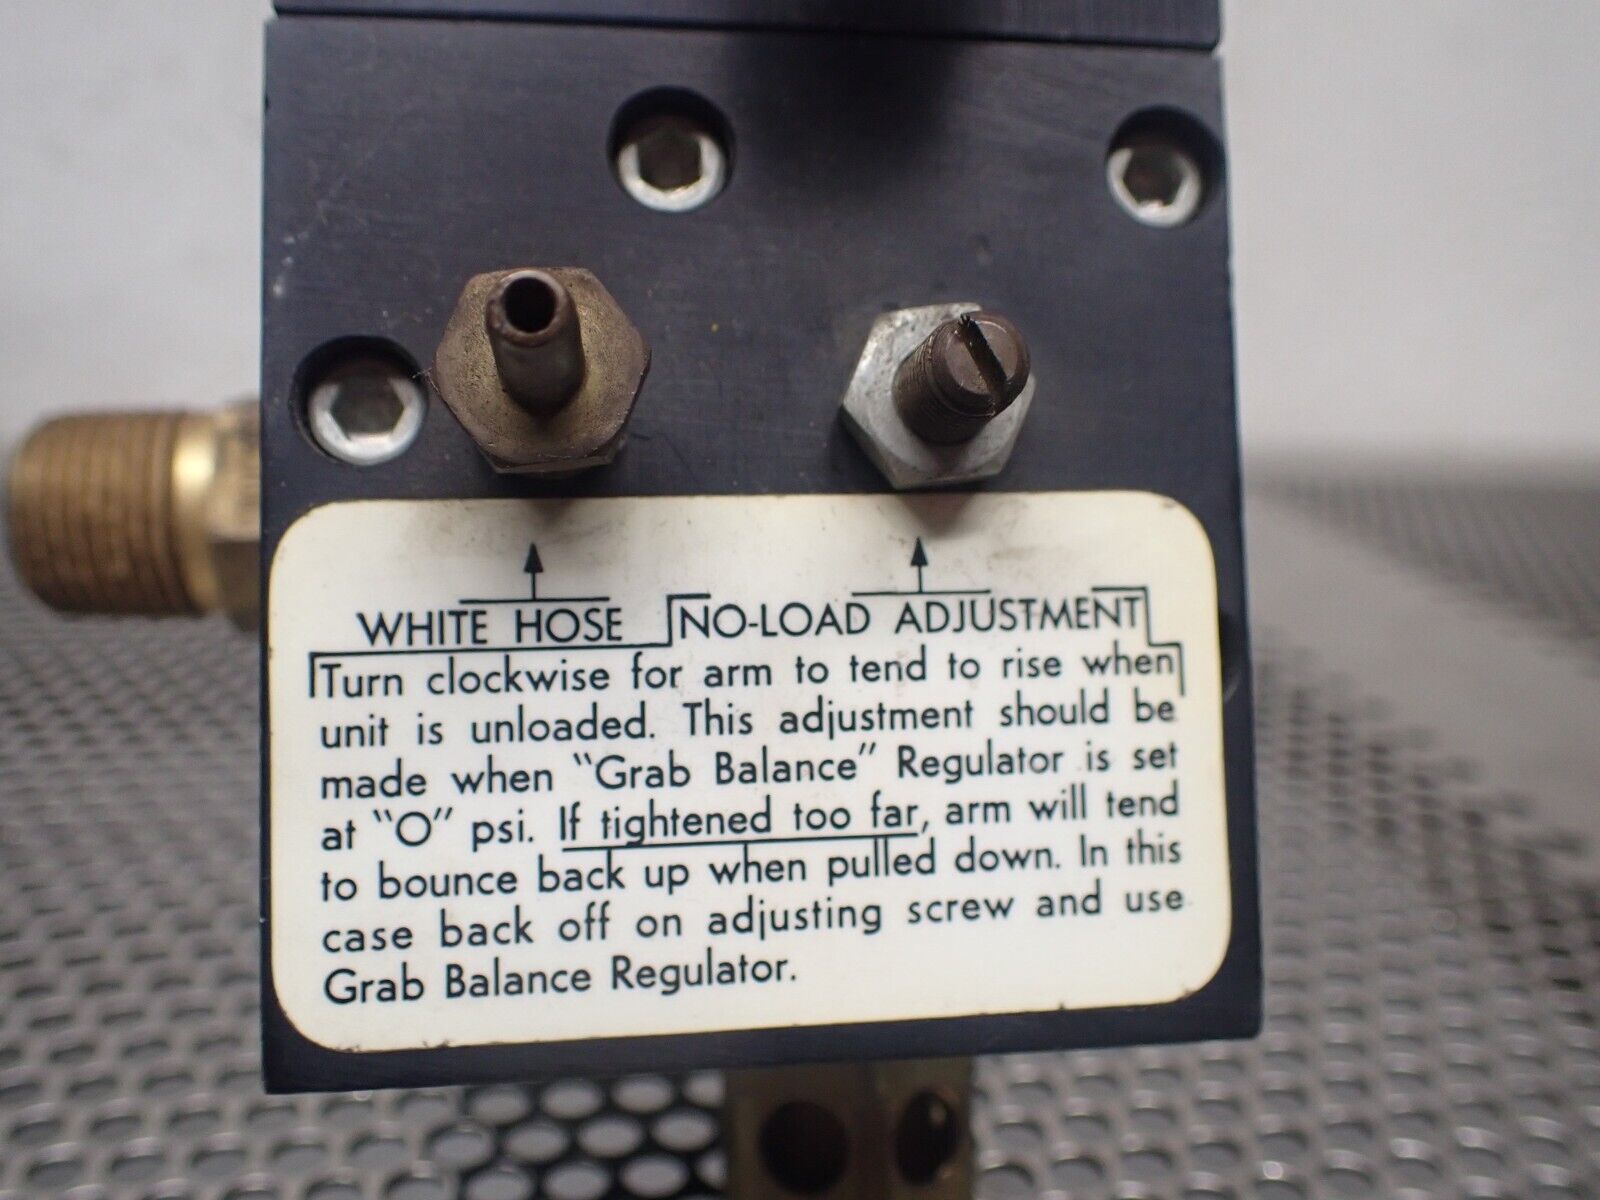 WHITE HOSE NO-LOAD ADJUSTMENT
Turn clockwise for arm to tend to rise when
unit is unloaded. This adjustment should be
made when "Grab Balance" Regulator is set
at "O" psi. If tightened too far, arm will tend
to bounce back up when pulled down. In this
case back off on adjusting screw and use
Grab Balance Regulator.